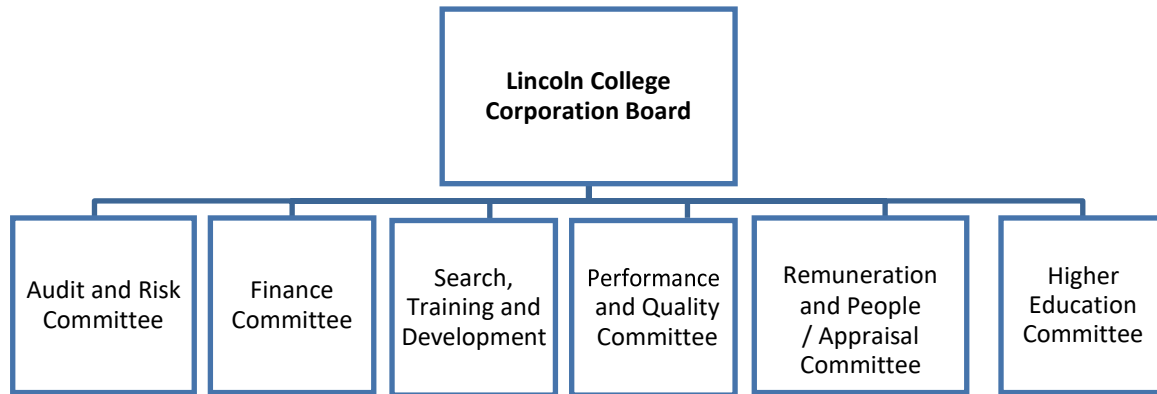 Lincoln College
Corporation Board
Audit and Risk
Committee
Finance
Committee
Search,
Training and
Development
Performance
and Quality
Committee
Remuneration
and People
/ Appraisal
Committee
Higher
Education
Committee